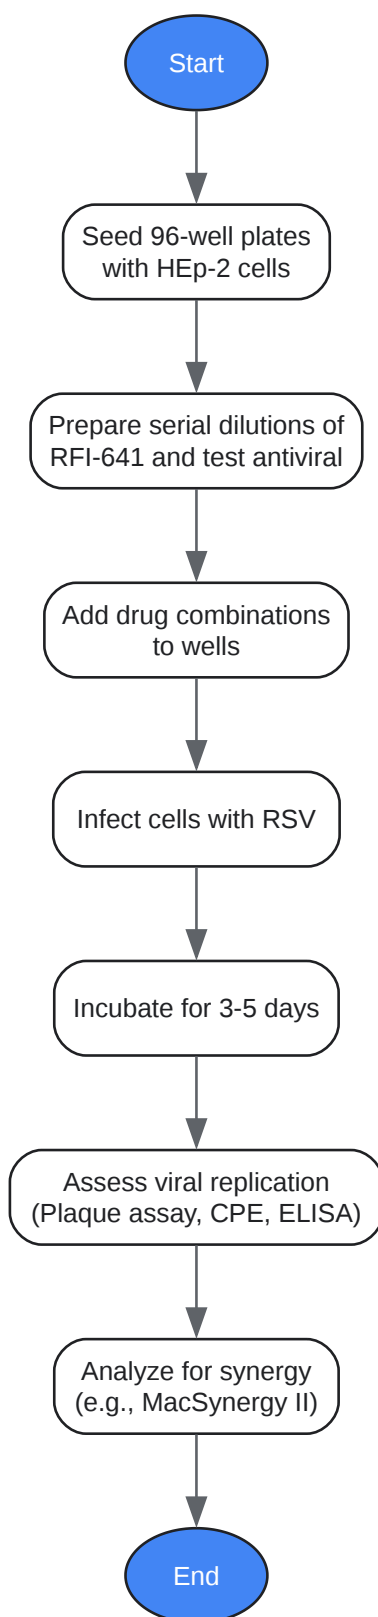 Start
Seed 96-well plates
with HEp-2 cells
Prepare serial dilutions of
RFI-641 and test antiviral
Add drug combinations
to wells
Infect cells with RSV
Incubate for 3-5 days
Assess viral replication
(Plaque assay, CPE, ELISA)
Analyze for synergy
(e.g., MacSynergy II)
End